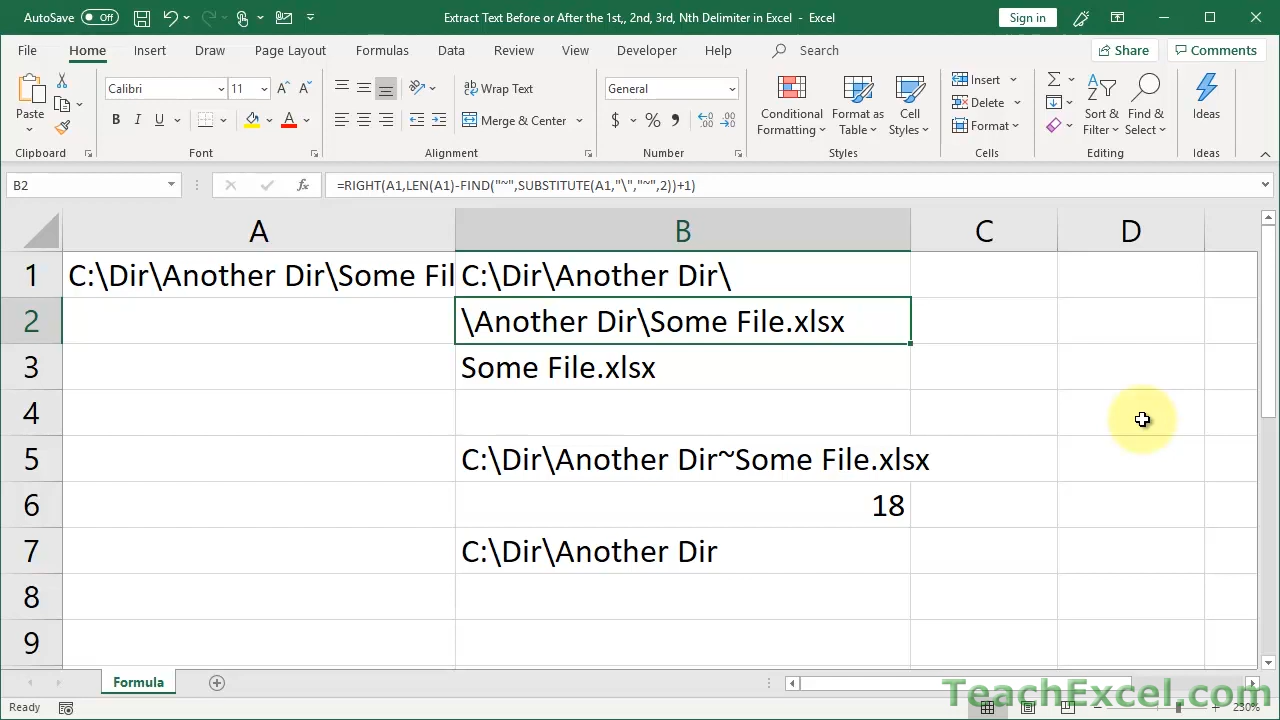 AutoSave Off Extract Text Before or After the 1st,, 2nd, 3rd, Nth Delimiter in Excel - Excel Sign in
File Home Insert Draw Page Layout Formulas Data Review View Developer Help Search Share Comments
Calibri 11 A A Wrap Text General Insert
Paste B I U A Merge & Center $ % Conditional Formatting Format as Table Cell Styles Delete Format Sort & Filter Find & Select Ideas
Clipboard Font Alignment Number Styles Cells Editing Ideas
B2 fx =RIGHT(A1,LEN(A1)-FIND("~",SUBSTITUTE(A1,"\","~",2))+1)
A B C D
1 C:\Dir\Another Dir\Some Fil C:\Dir\Another Dir\
2 \Another Dir\Some File.xlsx
3 Some File.xlsx
4
5 C:\Dir\Another Dir~Some File.xlsx
6 18
7 C:\Dir\Another Dir
8
9
Formula
TeachExcel.com
Ready 230%